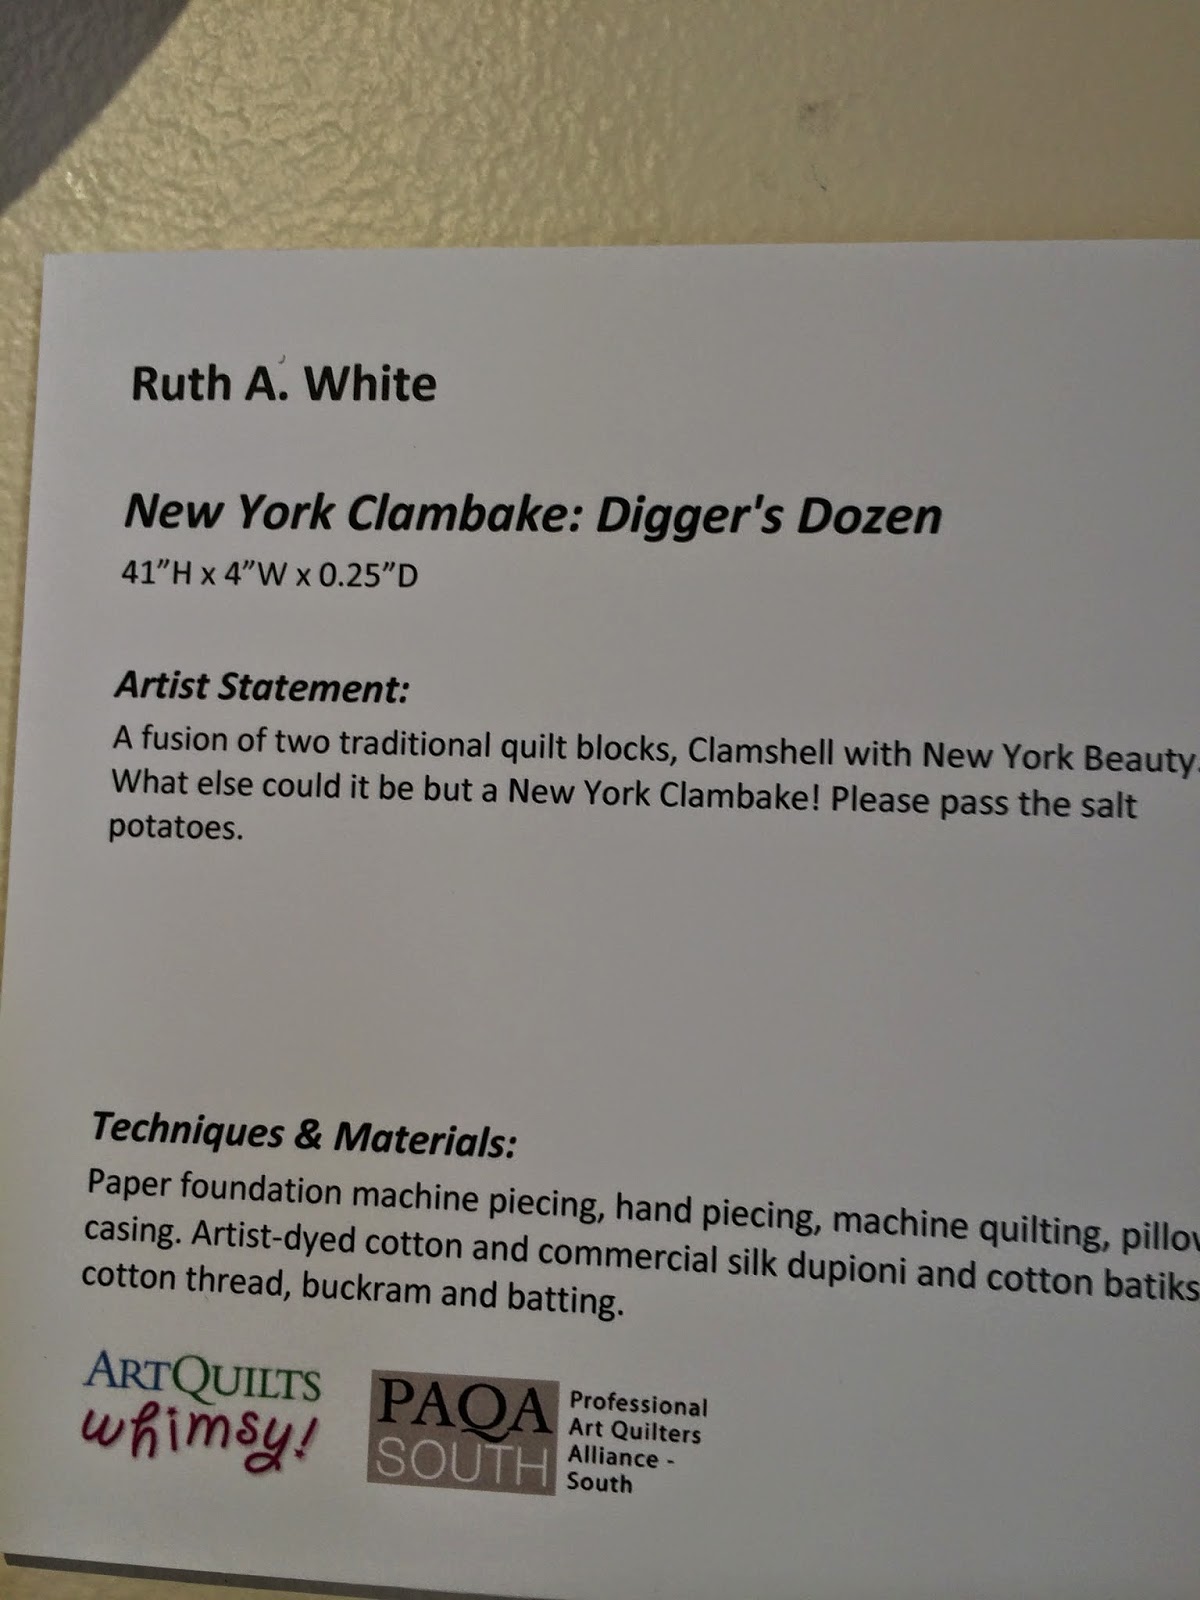 Ruth A. White
New York Clambake: Digger's Dozen
41”H x 4”W x 0.25”D
Artist Statement:
A fusion of two traditional quilt blocks, Clamshell with New York Beauty.
What else could it be but a New York Clambake! Please pass the salt
potatoes.
Techniques & Materials:
Paper foundation machine piecing, hand piecing, machine quilting,
casing. Artist-dyed cotton and commercial silk dupioni and cotton batiks
cotton thread, buckram and batting.
ARTQUILTS
whimsy!
PAQA
SOUTH
Professional
Art Quilters
Alliance -
South